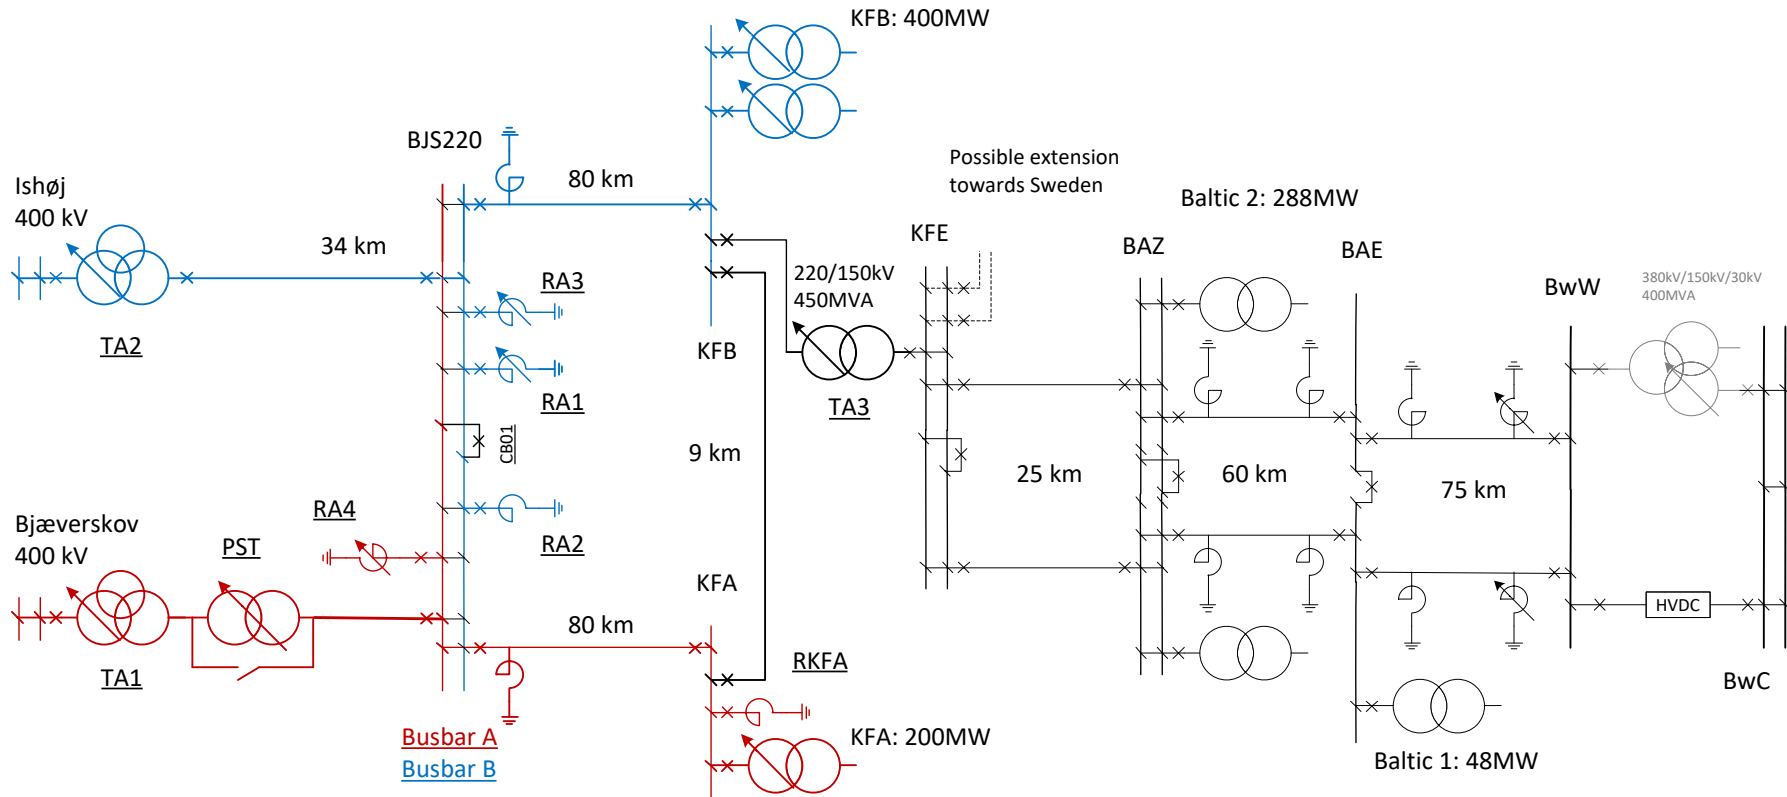 KFB: 400MW
BJS220
80 km
Possible extension
towards Sweden
Baltic 2: 288MW
Ishøj
400 kV
34 km
KFE
BAZ
BAE
BwW
220/150kV
450MVA
380kV/150kV/30kV
400MVA
RA3
TA2
KFB
RA1
TA3
CB01
9 km
25 km
60 km
75 km
RA4
RA2
Bjæverskov
400 kV
PST
KFA
HVDC
80 km
RKFA
TA1
BwC
Busbar A
KFA: 200MW
Busbar B
Baltic 1: 48MW